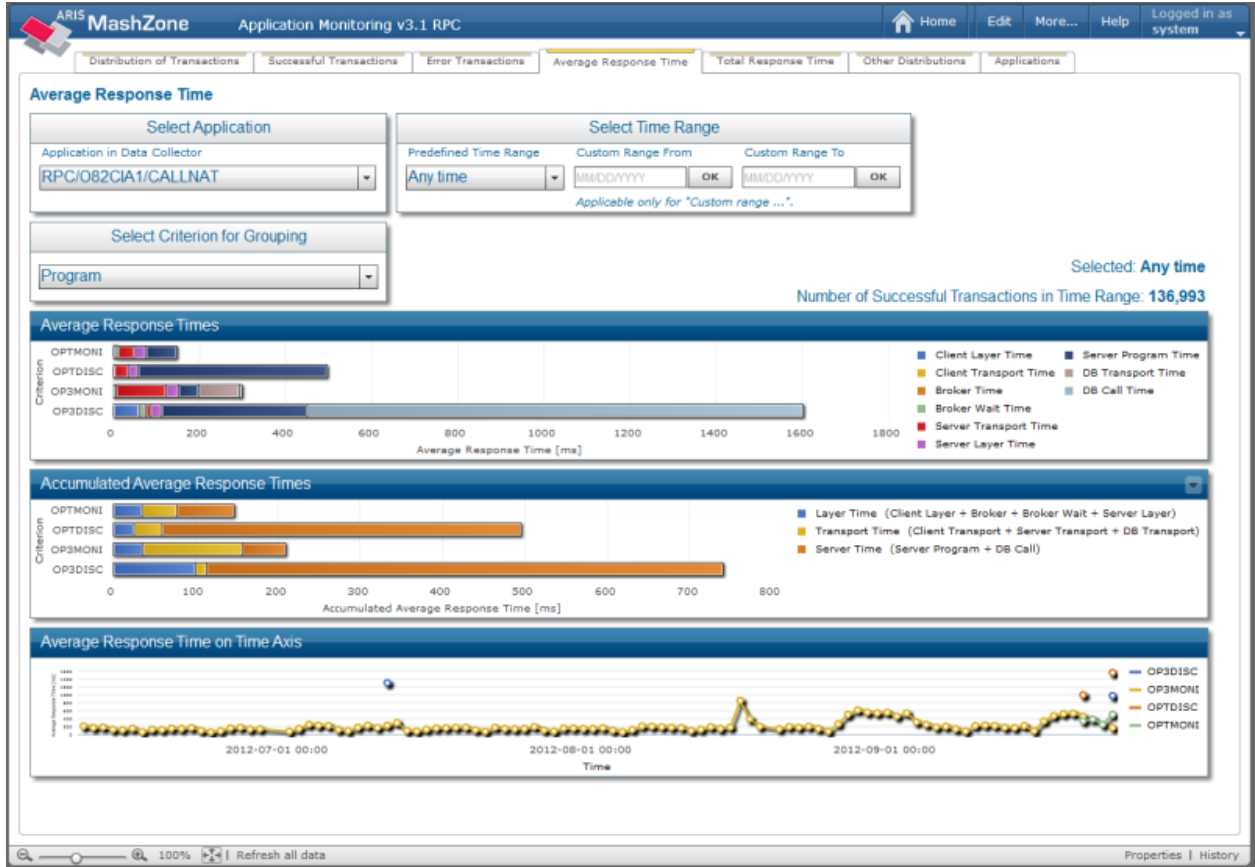 ARIS MashZone Application Monitoring v3.1 RPC Home Edit More... Help Logged in as system
Distribution of Transactions Successful Transactions Error Transactions Average Response Time Total Response Time Other Distributions Applications
Average Response Time
Select Application
Application in Data Collector
RPC/O82CIA1/CALLNAT
Select Time Range
Predefined Time Range Custom Range From Custom Range To
Any time MM/DD/YYYY OK MM/DD/YYYY OK
Applicable only for "Custom range ...".
Select Criterion for Grouping
Program
Selected: Any time
Number of Successful Transactions in Time Range: 136,993
Average Response Times
Criterion
OPTMONI
OPTDISC
OP3MONI
OP3DISC
0 200 400 600 800 1000 1200 1400 1600 1800
Average Response Time [ms]
Client Layer Time
Client Transport Time
Broker Time
Broker Wait Time
Server Transport Time
Server Layer Time
Server Program Time
DB Transport Time
DB Call Time
Accumulated Average Response Times
Criterion
OPTMONI
OPTDISC
OP3MONI
OP3DISC
0 100 200 300 400 500 600 700 800
Accumulated Average Response Time [ms]
Layer Time (Client Layer + Broker + Broker Wait + Server Layer)
Transport Time (Client Transport + Server Transport + DB Transport)
Server Time (Server Program + DB Call)
Average Response Time on Time Axis
2012-07-01 00:00 2012-08-01 00:00 2012-09-01 00:00
Time
OP3DISC
OP3MONI
OPTDISC
OPTMONI
100% | Refresh all data Properties | History